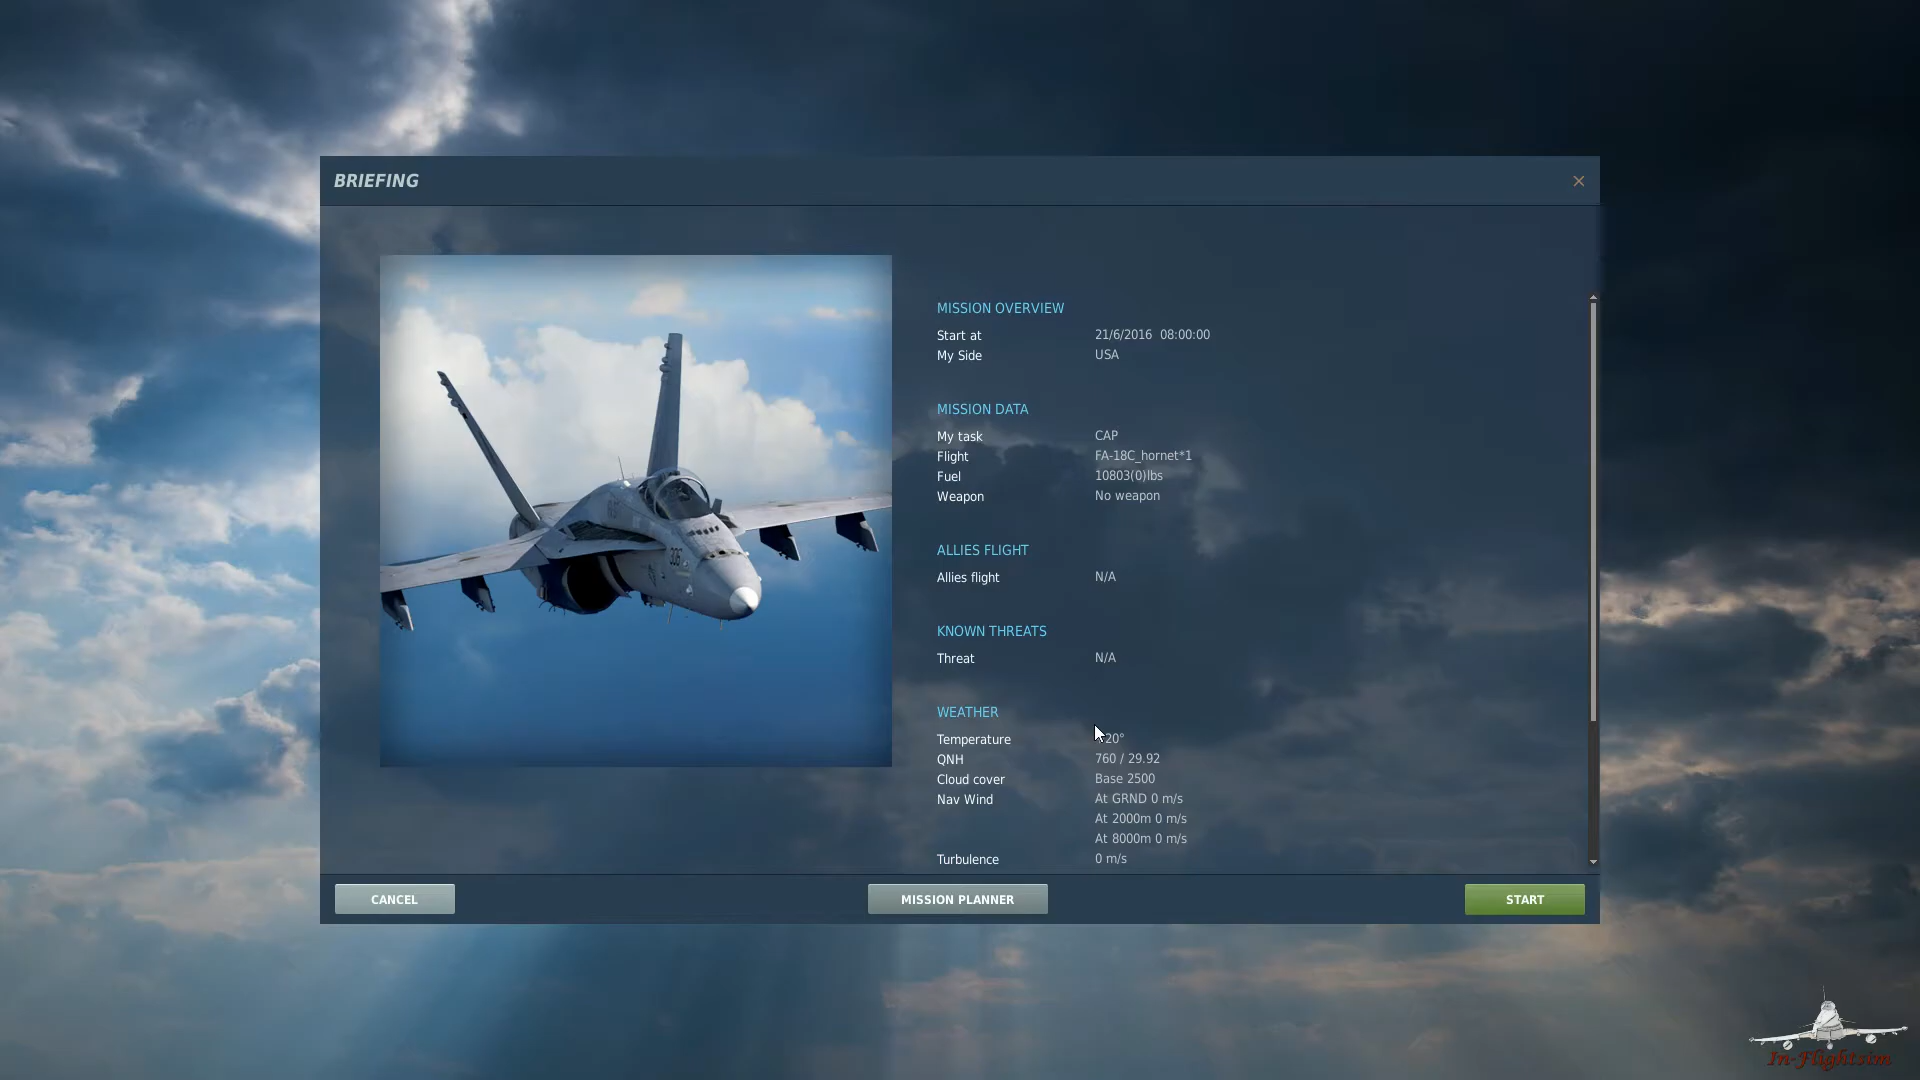 BRIEFING
MISSION OVERVIEW
Start at 21/6/2016 08:00:00
My Side USA
MISSION DATA
My task CAP
Flight FA-18C_hornet*1
Fuel 10803(0)lbs
Weapon No weapon
ALLIES FLIGHT
Allies flight N/A
KNOWN THREATS
Threat N/A
WEATHER
Temperature 20°
QNH 760 / 29.92
Cloud cover Base 2500
Nav Wind At GRND 0 m/s
At 2000m 0 m/s
At 8000m 0 m/s
Turbulence 0 m/s
CANCEL
MISSION PLANNER
START
In-Flightsim